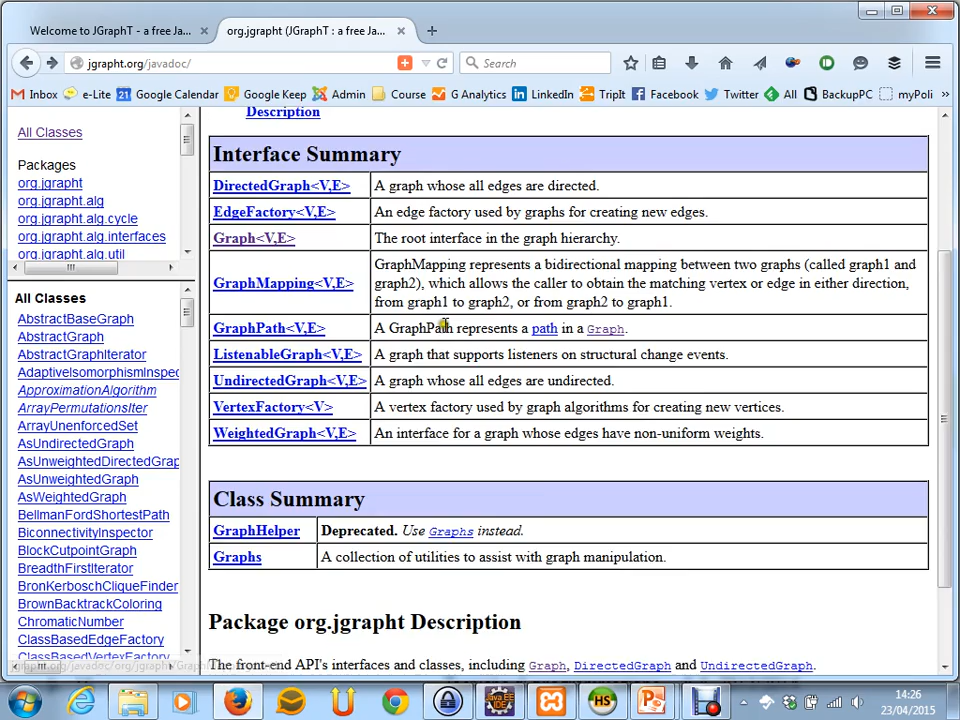 Welcome to JGraphT - a free Ja...
org.jgrapht (JGraphT : a free Ja...
jgrapht.org/javadoc/
Search
Inbox
e-Lite
Google Calendar
Google Keep
Admin
Course
G Analytics
LinkedIn
TripIt
Facebook
Twitter
All
BackupPC
myPoli
»
All Classes
Packages
org.jgrapht
org.jgrapht.alg
org.jgrapht.alg.cycle
org.jgrapht.alg.interfaces
org.jgrapht.alg.util
All Classes
AbstractBaseGraph
AbstractGraph
AbstractGraphIterator
AdaptiveIsomorphismInspec
ApproximationAlgorithm
ArrayPermutationsIter
ArrayUnenforcedSet
AsUndirectedGraph
AsUnweightedDirectedGrap
AsUnweightedGraph
AsWeightedGraph
BellmanFordShortestPath
BiconnectivityInspector
BlockCutpointGraph
BreadthFirstIterator
BronKerboschCliqueFinder
BrownBacktrackColoring
ChromaticNumber
ClassBasedEdgeFactory
ClassBasedVertexFactory
Description
Interface Summary
DirectedGraph<V,E> A graph whose all edges are directed.
EdgeFactory<V,E> An edge factory used by graphs for creating new edges.
Graph<V,E> The root interface in the graph hierarchy.
GraphMapping<V,E> GraphMapping represents a bidirectional mapping between two graphs (called graph1 and
graph2), which allows the caller to obtain the matching vertex or edge in either direction,
from graph1 to graph2, or from graph2 to graph1.
GraphPath<V,E> A GraphPath represents a path in a Graph.
ListenableGraph<V,E> A graph that supports listeners on structural change events.
UndirectedGraph<V,E> A graph whose all edges are undirected.
VertexFactory<V> A vertex factory used by graph algorithms for creating new vertices.
WeightedGraph<V,E> An interface for a graph whose edges have non-uniform weights.
Class Summary
GraphHelper Deprecated. Use Graphs instead.
Graphs A collection of utilities to assist with graph manipulation.
Package org.jgrapht Description
The front-end API's interfaces and classes, including Graph, DirectedGraph and UndirectedGraph.
14:26
23/04/2015